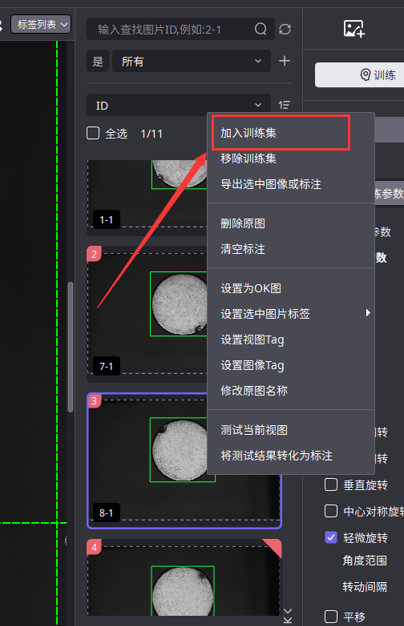 标签列表
输入查找图片ID,例如:2-1
是
所有
训练
ID
全选 1/11
加入训练集
移除训练集
导出选中图像或标注
删除原图
清空标注
设置为OK图
设置选中图片标签
设置视图Tag
设置图像Tag
修改原图名称
测试当前视图
将测试结果转化为标注
1-1
2
7-1
3
8-1
4
练参数
参数
数
转
转
垂直旋转
中心对称旋转
轻微旋转
角度范围
转动间隔
平移